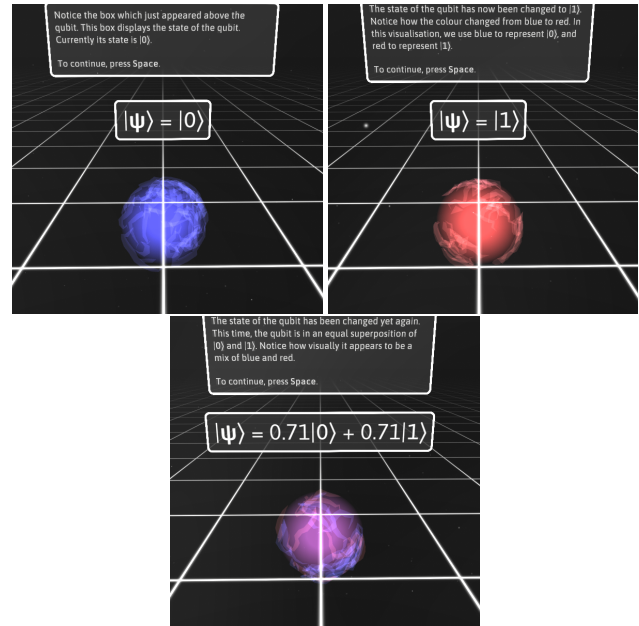 Notice the box which just appeared above the
qubit. This box displays the state of the qubit.
Currently its state is |0⟩.
To continue, press Space.
|ψ⟩ = |0⟩
The state of the qubit has now been changed to |1⟩.
Notice how the colour changed from blue to red. In
this visualisation, we use blue to represent |0⟩, and
red to represent |1⟩.
To continue, press Space.
|ψ⟩ = |1⟩
The state of the qubit has been changed yet again.
This time, the qubit is in an equal superposition of
|0⟩ and |1⟩. Notice how visually it appears to be a
mix of blue and red.
To continue, press Space.
|ψ⟩ = 0.71|0⟩ + 0.71|1⟩